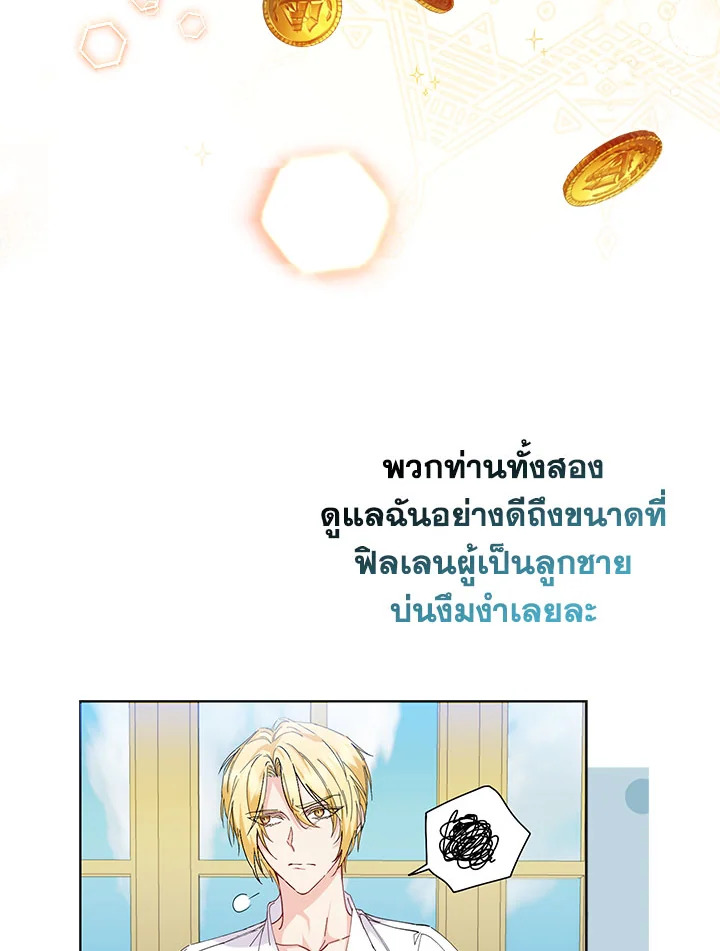 พวกท่านทั้งสอง
ดูแลฉันอย่างดีถึงขนาดที่
ฟิลเลนผู้เป็นลูกชาย
บ่นงึมงำเลยละ